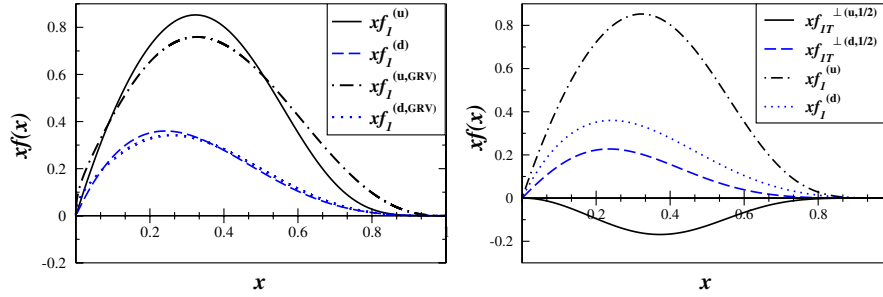 xf_I^(u)
xf_I^(d)
xf_I^(u,GRV)
xf_I^(d,GRV)
0.8
0.6
0.4
0.2
0
-0.2
0.2
0.4
0.6
0.8
1
xf(x)
x
xf_IT^⊥(u,1/2)
xf_IT^⊥(d,1/2)
xf_I^(u)
xf_I^(d)
0.8
0.6
0.4
0.2
0
-0.2
0.2
0.4
0.6
0.8
xf(x)
x